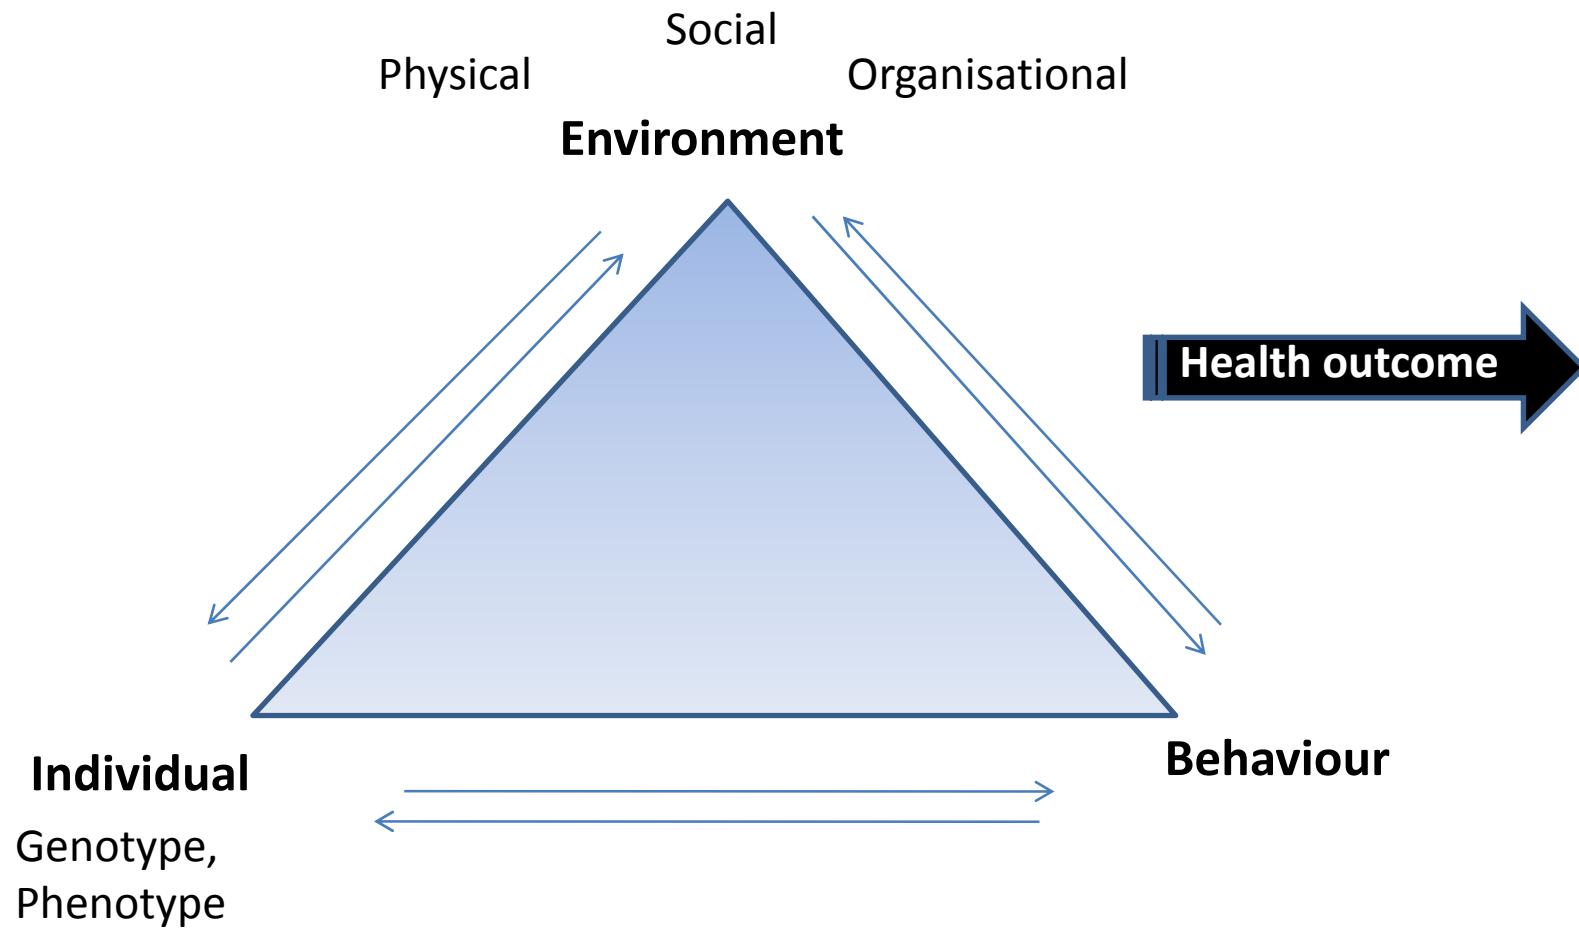 Social
Physical
Organisational
Environment
Health outcome
Individual
Behaviour
Genotype,
Phenotype